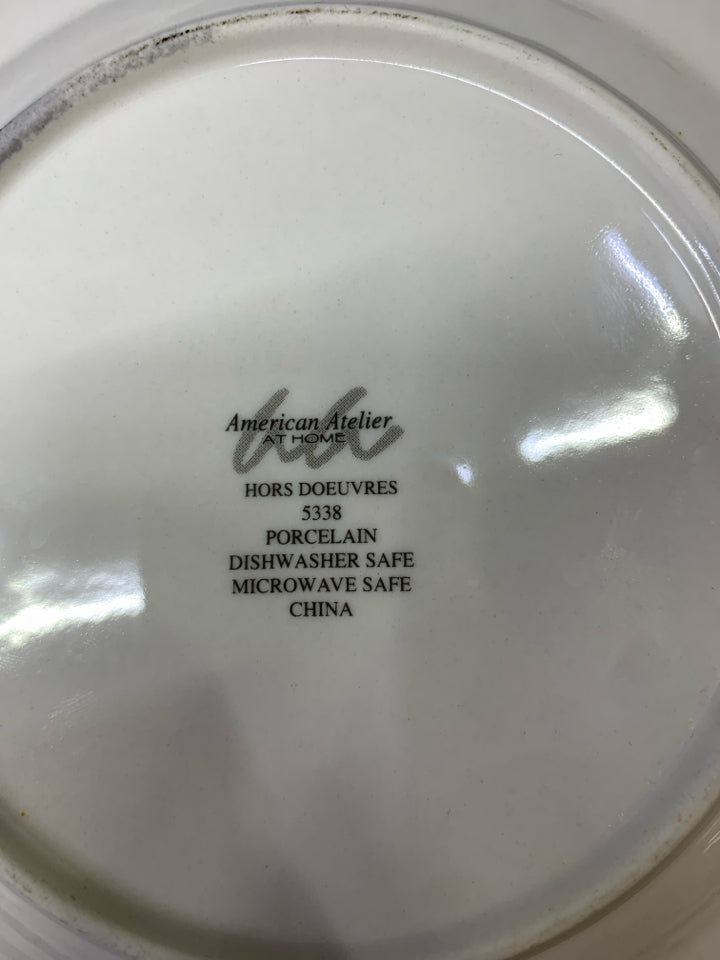 American Atelier
AT HOME
HORS DOEUVRES
5338
PORCELAIN
DISHWASHER SAFE
MICROWAVE SAFE
CHINA